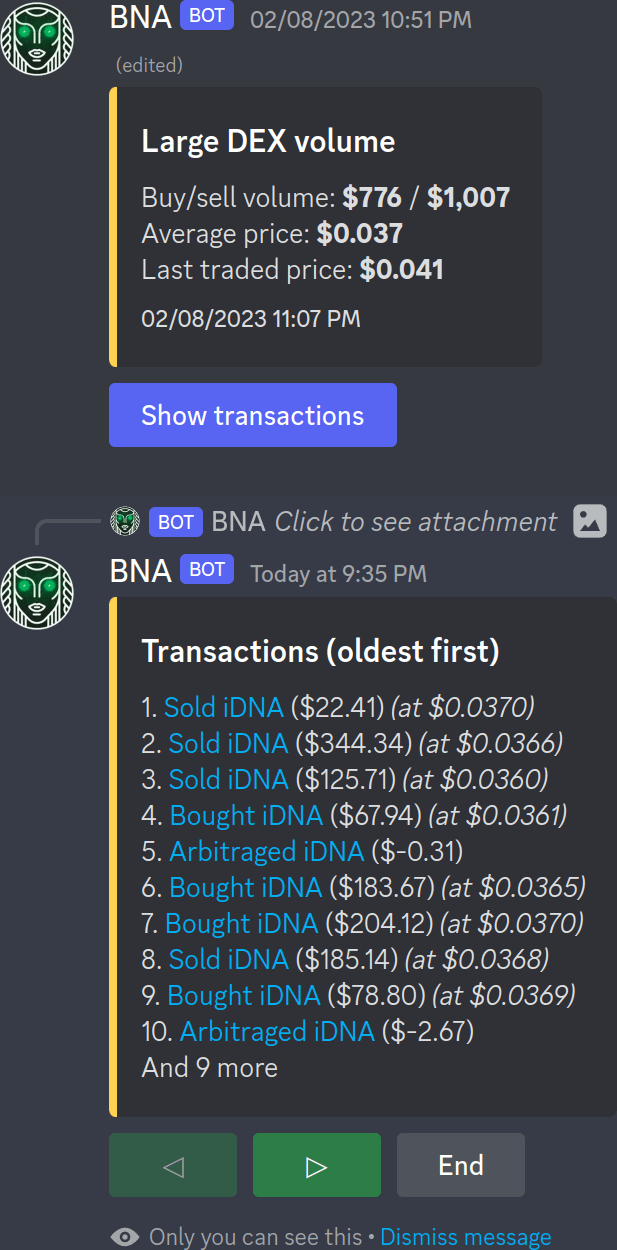 BNA BOT 02/08/2023 10:51 PM
(edited)
Large DEX volume
Buy/sell volume: $776 / $1,007
Average price: $0.037
Last traded price: $0.041
02/08/2023 11:07 PM
Show transactions
BOT BNA Click to see attachment
BNA BOT Today at 9:35 PM
Transactions (oldest first)
1. Sold iDNA ($22.41) (at $0.0370)
2. Sold iDNA ($344.34) (at $0.0366)
3. Sold iDNA ($125.71) (at $0.0360)
4. Bought iDNA ($67.94) (at $0.0361)
5. Arbitraged iDNA ($-0.31)
6. Bought iDNA ($183.67) (at $0.0365)
7. Bought iDNA ($204.12) (at $0.0370)
8. Sold iDNA ($185.14) (at $0.0368)
9. Bought iDNA ($78.80) (at $0.0369)
10. Arbitraged iDNA ($-2.67)
And 9 more
End
Only you can see this • Dismiss message